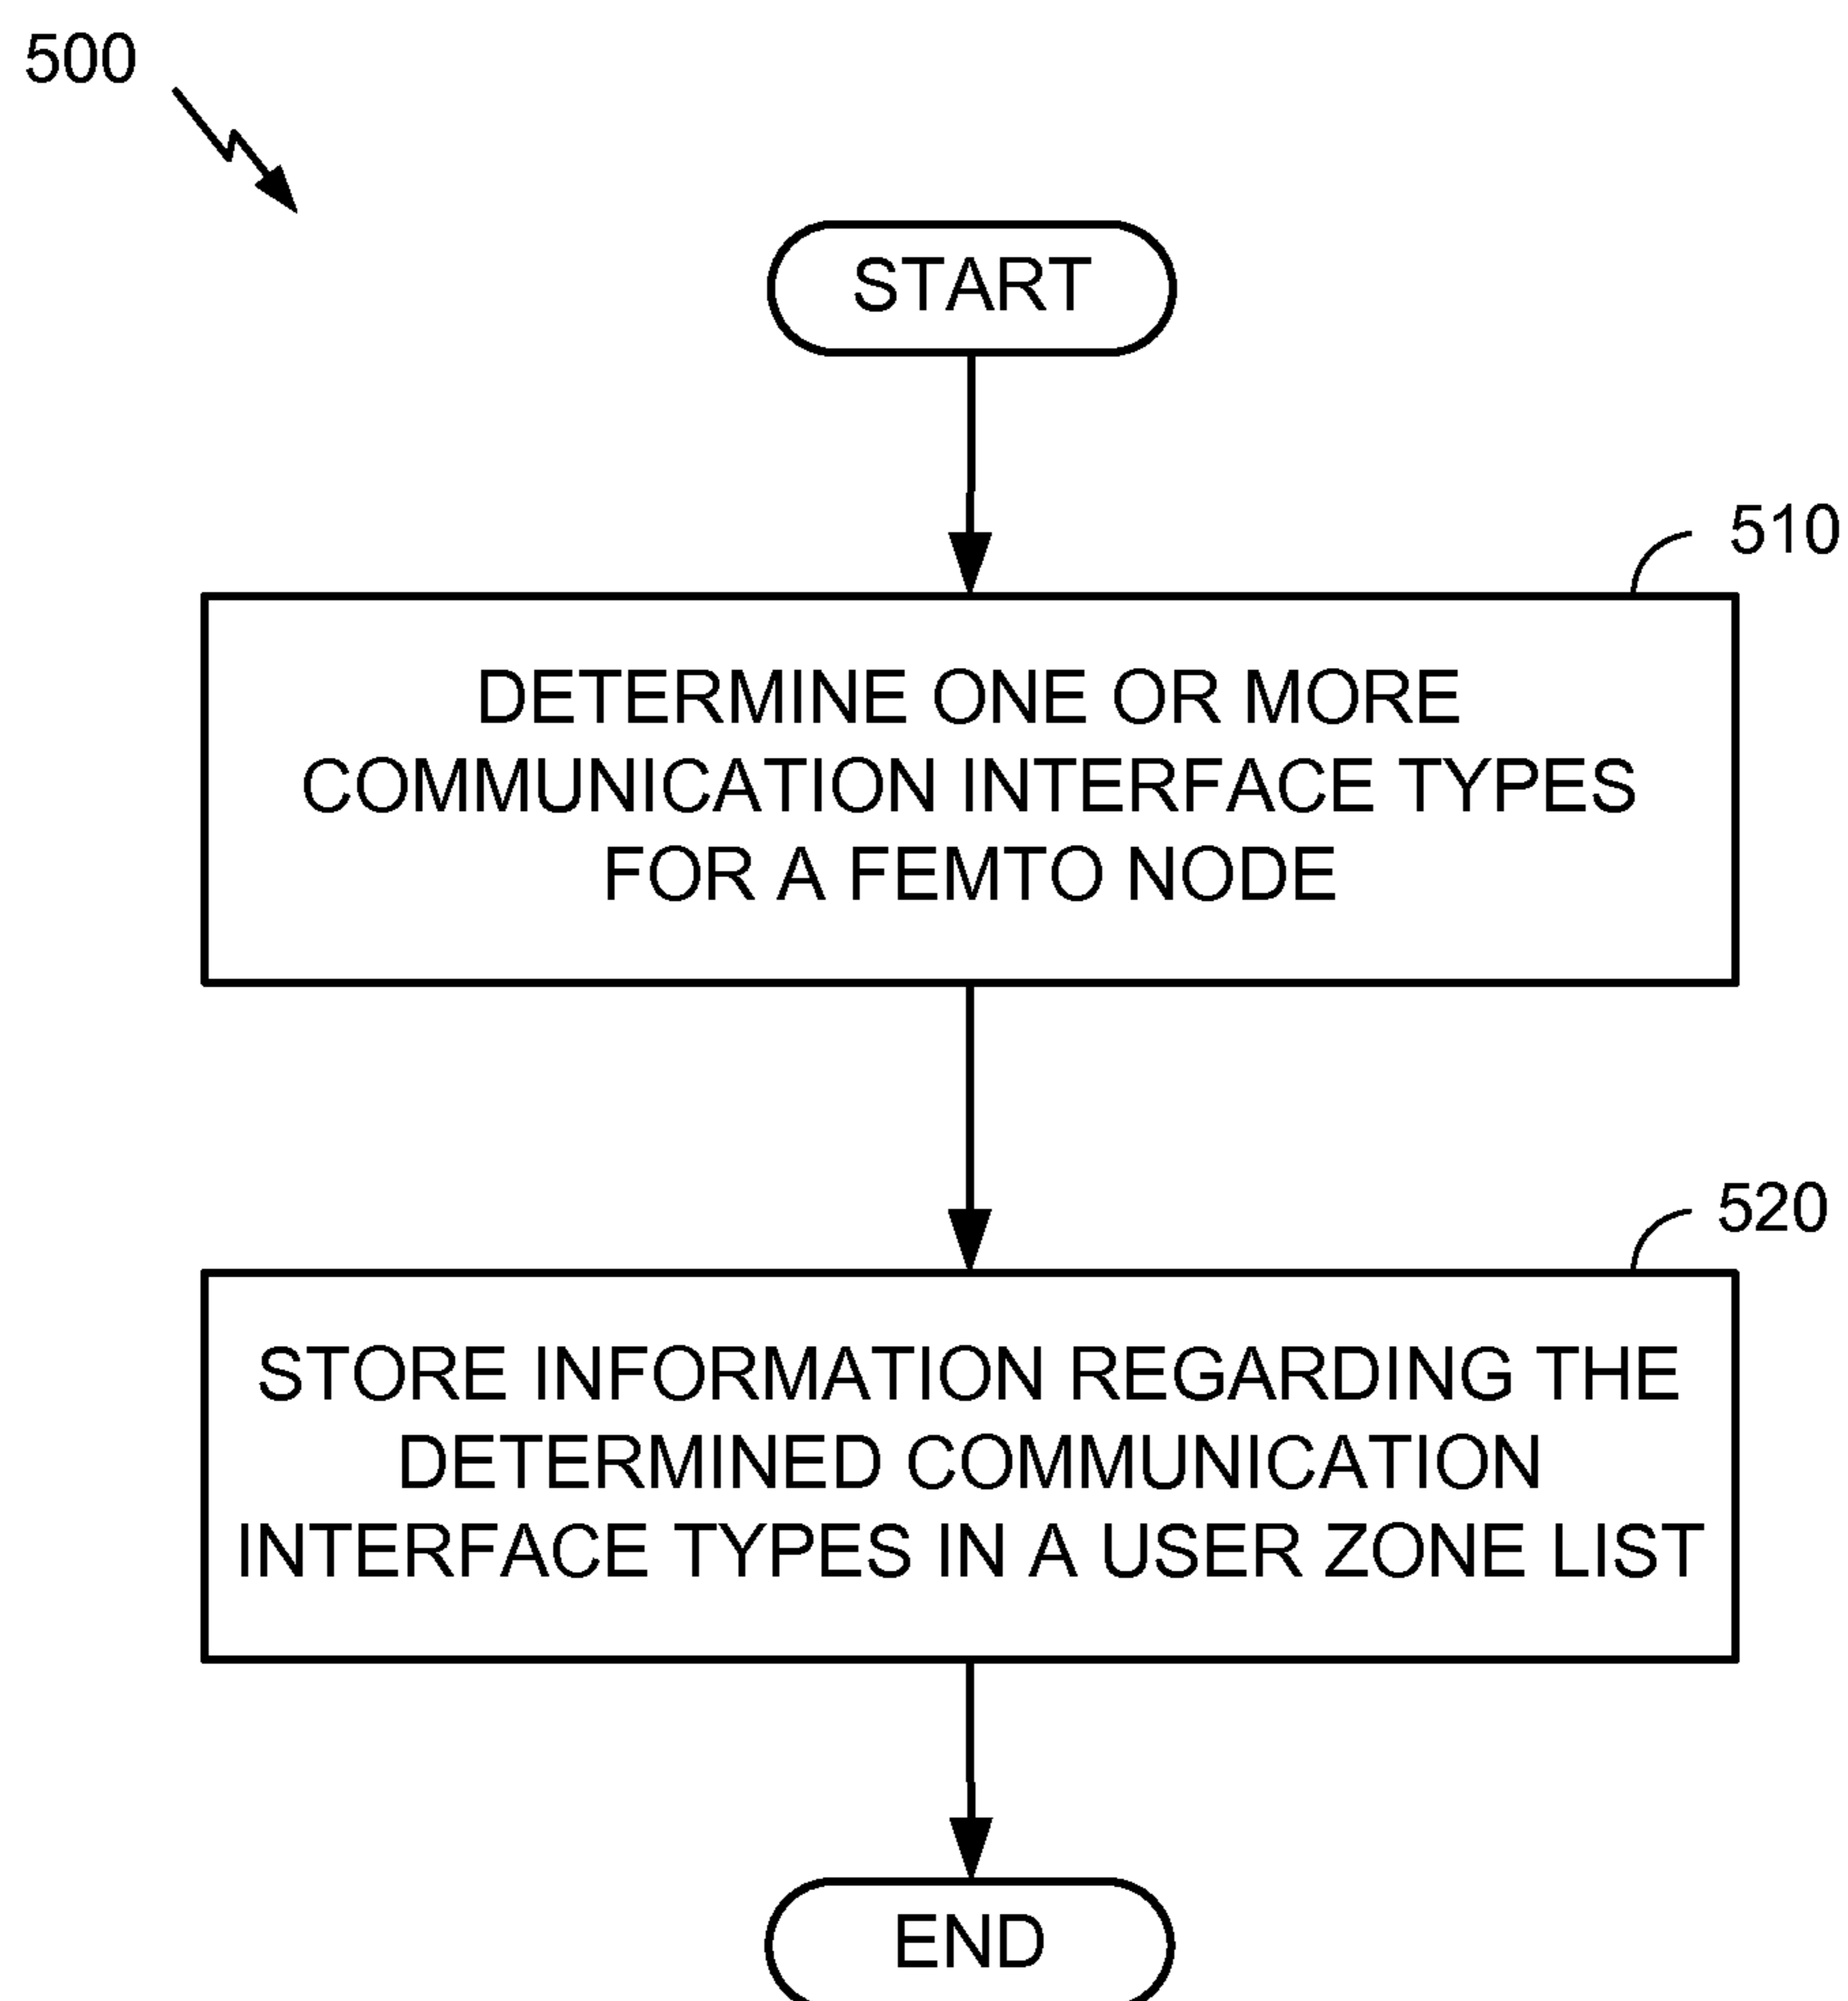 500
START
510
DETERMINE ONE OR MORE
COMMUNICATION INTERFACE TYPES
FOR A FEMTO NODE
520
STORE INFORMATION REGARDING THE
DETERMINED COMMUNICATION
INTERFACE TYPES IN A USER ZONE LIST
END